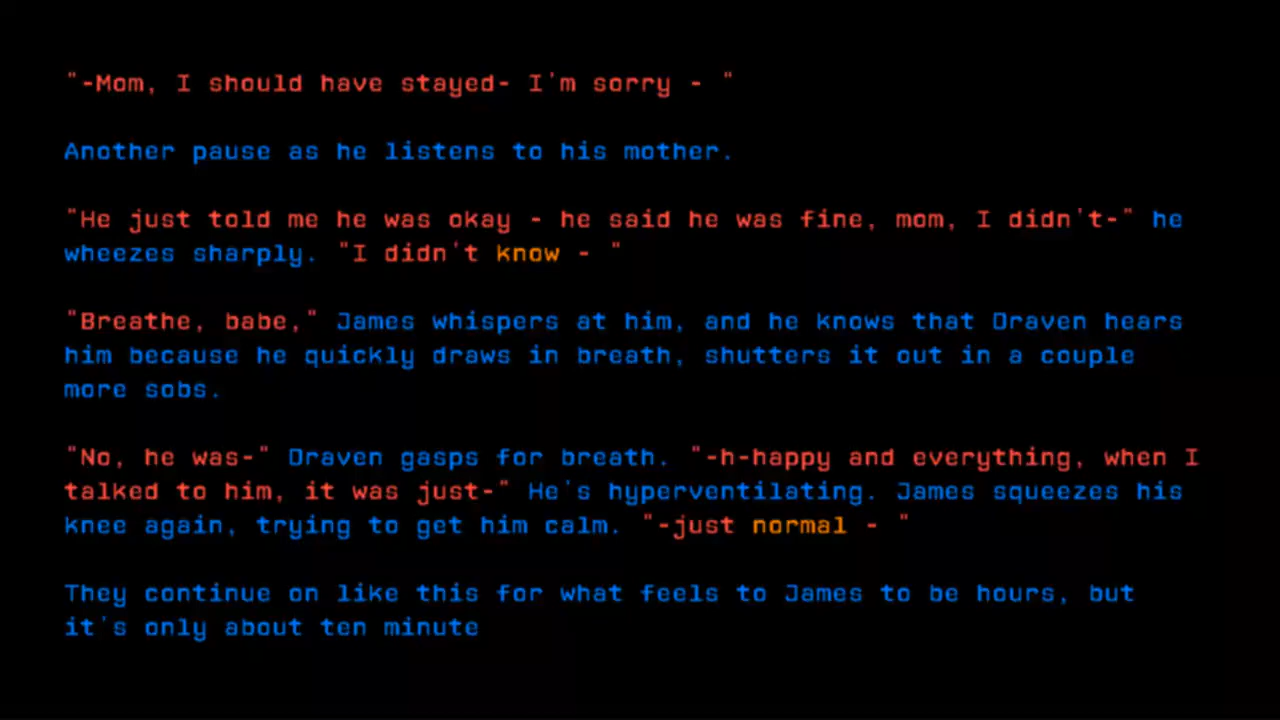 "-Mom, I should have stayed- I'm sorry - "
Another pause as he listens to his mother.
"He just told me he was okay - he said he was fine, mom, I didn't-" he
wheezes sharply. "I didn't know - "
"Breathe, babe," James whispers at him, and he knows that Draven hears
him because he quickly draws in breath, shutters it out in a couple
more sobs.
"No, he was-" Draven gasps for breath. "-h-happy and everything, when I
talked to him, it was just-" He's hyperventilating. James squeezes his
knee again, trying to get him calm. "-just normal - "
They continue on like this for what feels to James to be hours, but
it's only about ten minute